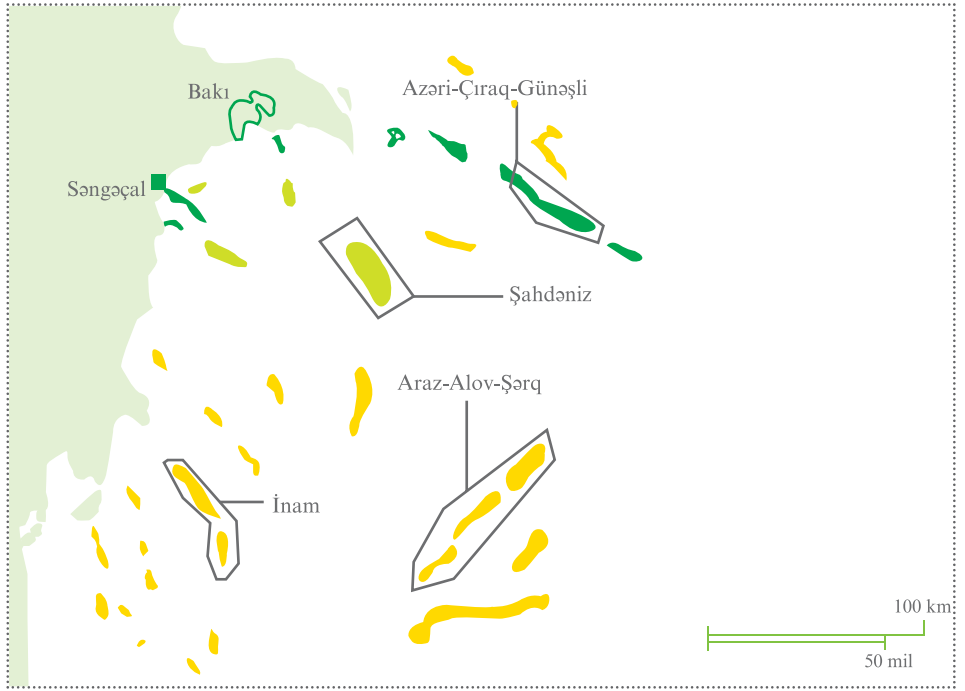 Bakı
Azəri-Çıraq-Günəşli
Səngəçal
Şahdəniz
Araz-Alov-Şərq
İnam
100 km
50 mil